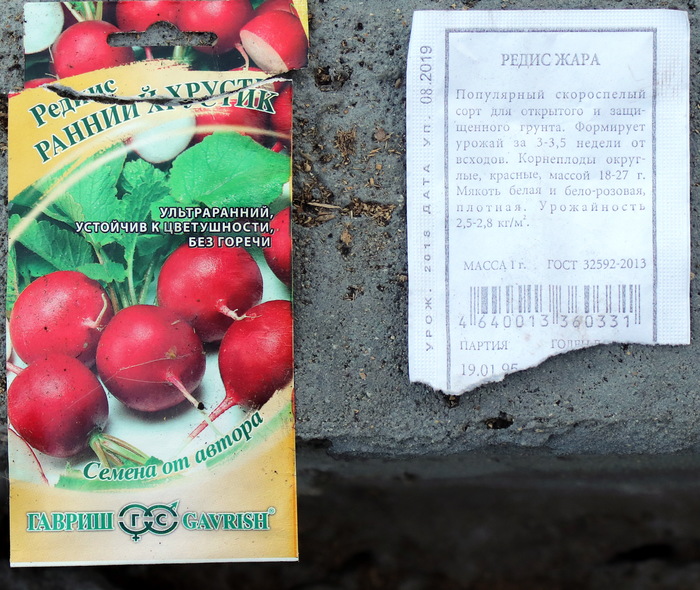 Редис
РАННИЙ ХРУСТИК
УЛЬТРАРАННИЙ,
УСТОЙЧИВ К ЦВЕТУШНОСТИ,
БЕЗ ГОРЕЧИ
Семена от автора
ГАВРИШ ГС GAVRISH®
УРОЖ. 2018 ДАТА УП. 08.2019
РЕДИС ЖАРА
Популярный скороспелый
сорт для открытого и защи-
щенного грунта. Формирует
урожай за 3-3,5 недели от
всходов. Корнеплоды округ-
лые, красные, массой 18-27 г.
Мякоть белая и бело-розовая,
плотная. Урожайность
2,5-2,8 кг/м².
МАССА 1 г. ГОСТ 32592-2013
4 640013 360331
ПАРТИЯ
19.01.95